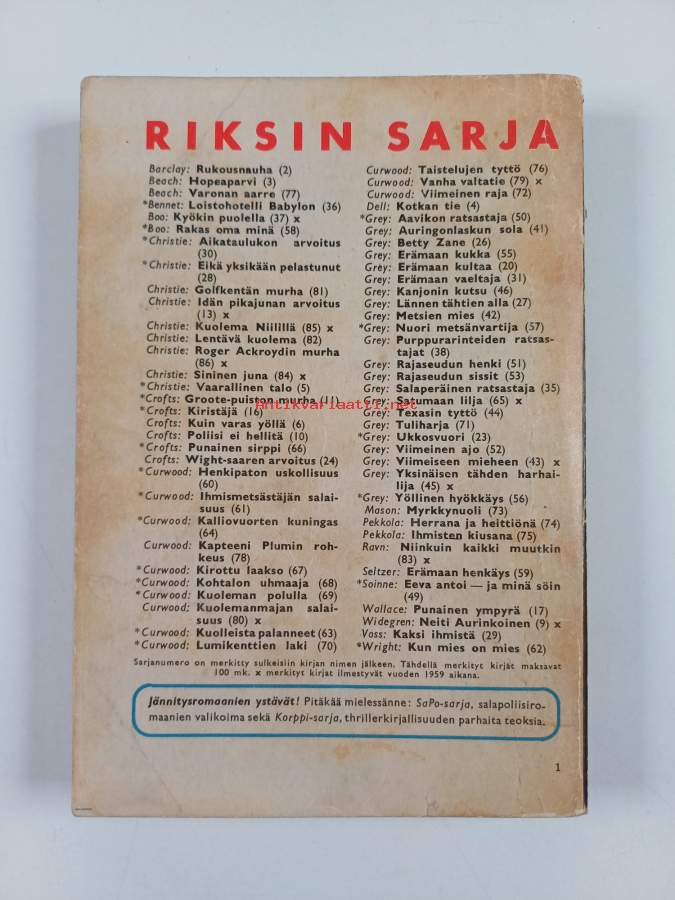 RIKSIN SARJA
Barclay: Rukousnauha (2)
Beach: Hopeaparvi (3)
Beach: Varonan aarre (77)
*Bennet: Loistohotelli Babylon (36)
Boo: Kyökin puolella (37) x
*Boo: Rakas oma minä (58)
*Christie: Aikataulukon arvoitus
(30)
*Christie: Eikä yksikään pelastunut
(28)
Christie: Golfkentän murha (81)
Christie: Idän pikajunan arvoitus
(13) x
Christie: Kuolema Niilillä (85) x
Christie: Lentävä kuolema (82)
Christie: Roger Ackroydin murha
(86) x
Christie: Sininen juna (84) x
*Christie: Vaarallinen talo (5)
*Crofts: Groote-puiston murha (11)
*Crofts: Kiristäjä (16)
Crofts: Kuin varas yöllä (6)
Crofts: Poliisi ei hellitä (10)
*Crofts: Punainen sirppi (66)
Crofts: Wight-saaren arvoitus (24)
*Curwood: Henkipaton uskollisuus
(60)
*Curwood: Ihmismetsästäjän salai-
suus (61)
*Curwood: Kalliovuorten kuningas
(64)
Curwood: Kapteeni Plumin roh-
keus (78)
*Curwood: Kirottu laakso (67)
*Curwood: Kohtalon uhmaaja (68)
*Curwood: Kuoleman polulla (69)
Curwood: Kuolemanmajan salai-
suus (80) x
*Curwood: Kuolleista palanneet (63)
*Curwood: Lumikenttien laki (70)
Curwood: Taistelujen tyttö (76)
Curwood: Vanha valtatie (79) x
Curwood: Viimeinen raja (72)
Dell: Kotkan tie (4)
*Grey: Aavikon ratsastaja (50)
Grey: Auringonlaskun sola (41)
Grey: Betty Zane (26)
Grey: Erämaan kukka (55)
Grey: Erämaan kultaa (20)
Grey: Erämaan vaeltaja (31)
Grey: Kanjonin kutsu (46)
Grey: Lännen tähtien alla (27)
Grey: Metsien mies (42)
*Grey: Nuori metsänvartija (57)
Grey: Purppurarinteiden ratsas-
tajat (38)
Grey: Rajaseudun henki (51)
Grey: Rajaseudun sissit (53)
Grey: Salaperäinen ratsastaja (35)
Grey: Satumaan lilja (65) x
Grey: Texasin tyttö (44)
Grey: Tuliharja (71)
*Grey: Ukkosvuori (23)
Grey: Viimeinen ajo (52)
Grey: Viimeiseen mieheen (43) x
Grey: Yksinäisen tähden harhai-
lija (45) x
*Grey: Yöllinen hyökkäys (56)
Mason: Myrkkynuoli (73)
Pekkola: Herrana ja heittiönä (74)
Pekkola: Ihmisten kiusana (75)
Ravn: Niinkuin kaikki muutkin
(83) x
Seltzer: Erämaan henkäys (59)
*Soinne: Eeva antoi — ja minä söin
(49)
Wallace: Punainen ympyrä (17)
Widegren: Neiti Aurinkoinen (9) x
Voss: Kaksi ihmistä (29)
*Wright: Kun mies on mies (62)
Antikvariaatti.net
Sarjanumero on merkitty sulkeisiin kirjan nimen jälkeen. Tähdellä merkityt kirjat maksavat
100 mk. x merkityt kirjat ilmestyvät vuoden 1959 aikana.
Jännitysromaanien ystävät! Pitäkää mielessänne: SaPo-sarja, salapoliisiro-
maanien valikoima sekä Korppi-sarja, thrillerkirjallisuuden parhaita teoksia.
1